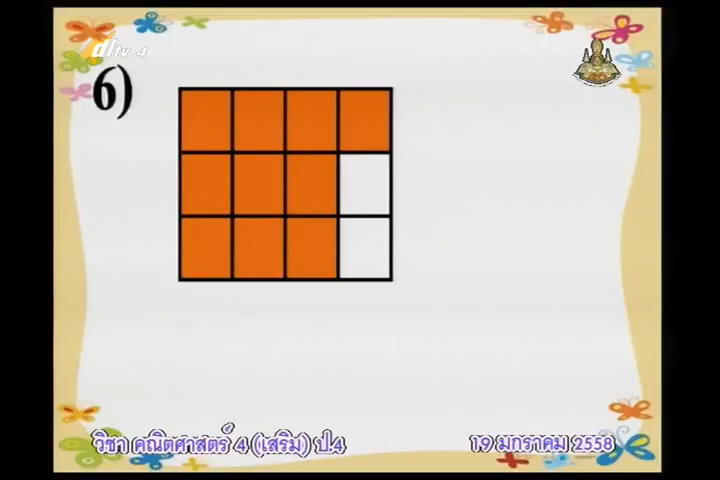 dltv 4
6)
วิชา คณิตศาสตร์ 4 (เสริม) ป.4
19 มกราคม 2558